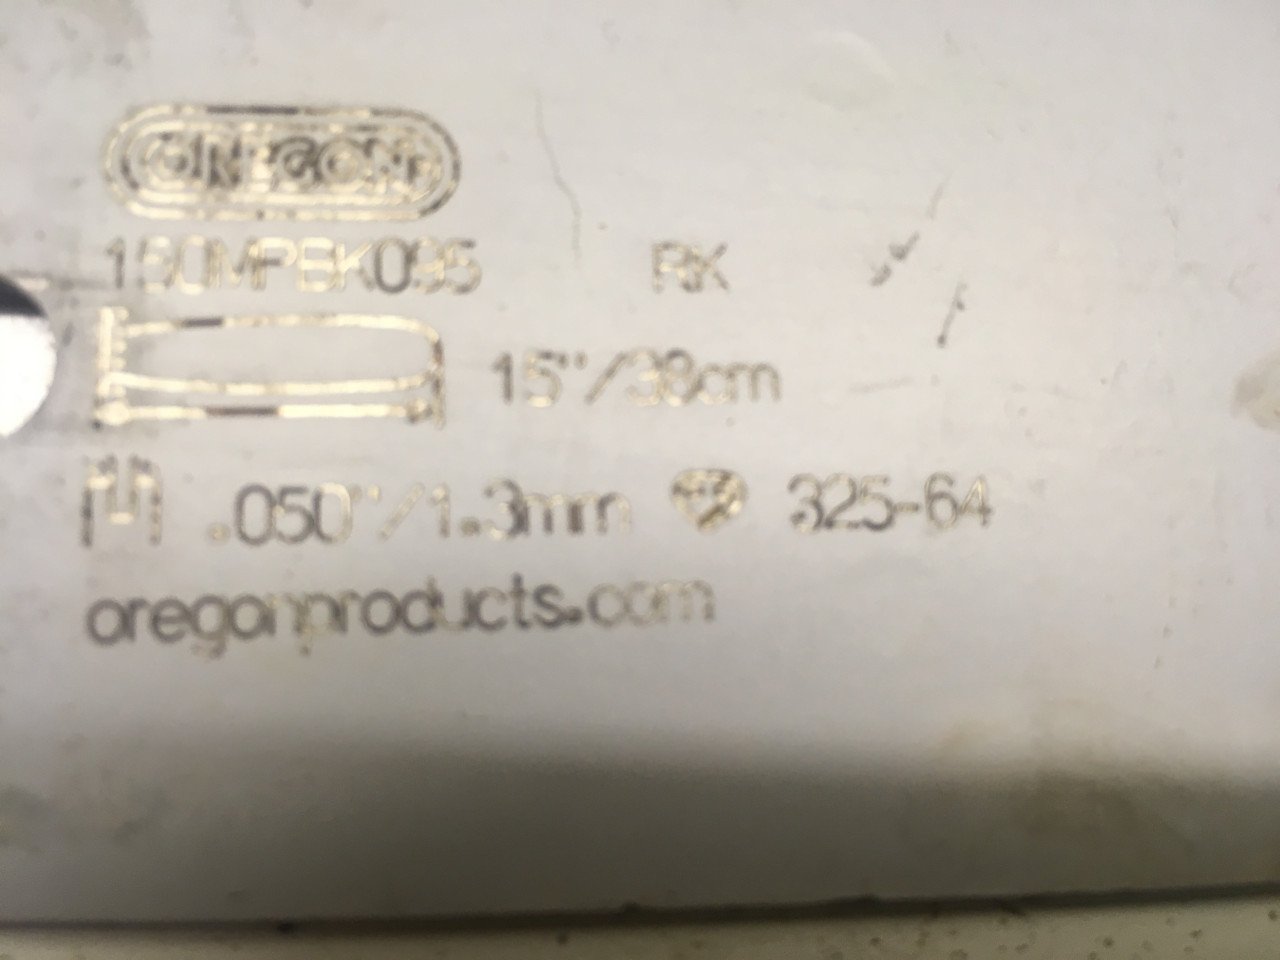 OREGON
150MPBK095 RK
15"/38cm
.050"/1.3mm 325-64
oregonproducts.com